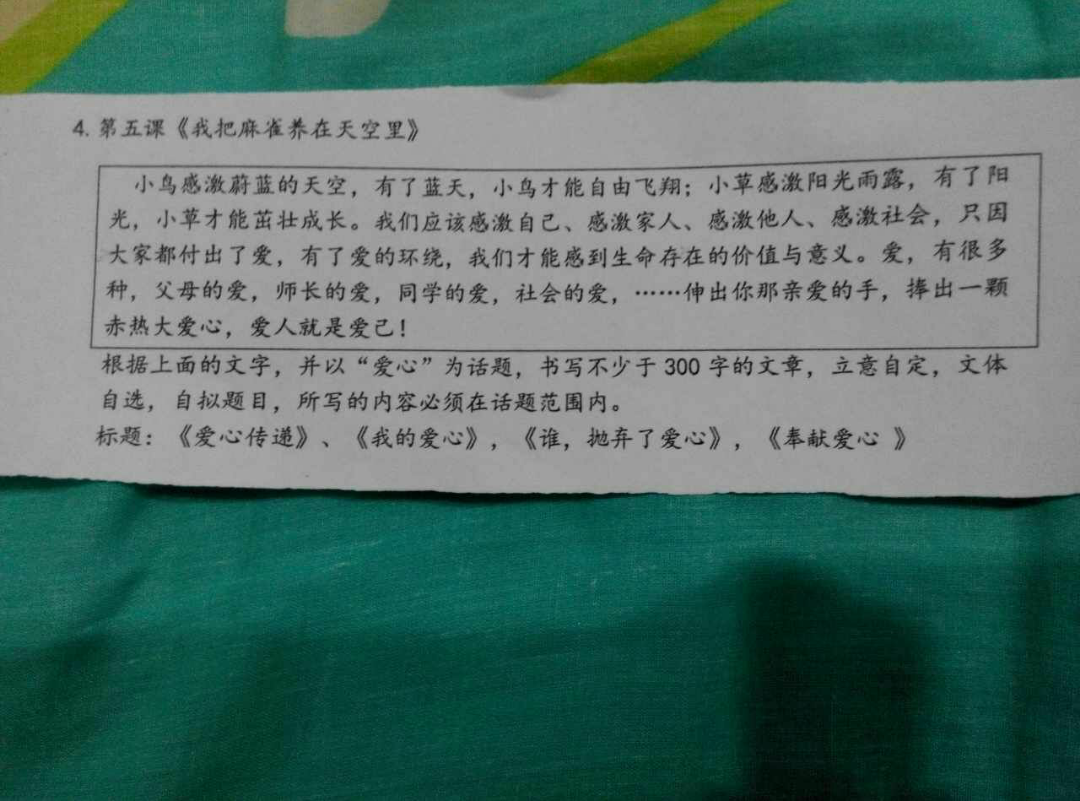 4. 第五课《我把麻雀养在天空里》
小鸟感激蔚蓝的天空，有了蓝天，小鸟才能自由飞翔；小草感激阳光雨露，有了阳
光，小草才能茁壮成长。我们应该感激自己、感激家人、感激他人、感激社会，只因
大家都付出了爱，有了爱的环绕，我们才能感到生命存在的价值与意义。爱，有很多
种，父母的爱，师长的爱，同学的爱，社会的爱，……伸出你那亲爱的手，捧出一颗
赤热大爱心，爱人就是爱己！
根据上面的文字，并以“爱心”为话题，书写不少于 300 字的文章，立意自定，文体
自选，自拟题目，所写的内容必须在话题范围内。
标题：《爱心传递》、《我的爱心》，《谁，抛弃了爱心》，《奉献爱心 》